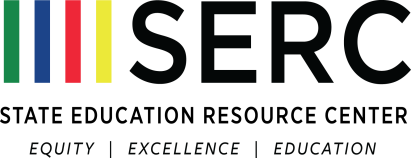 SERC
STATE EDUCATION RESOURCE CENTER
EQUITY | EXCELLENCE | EDUCATION